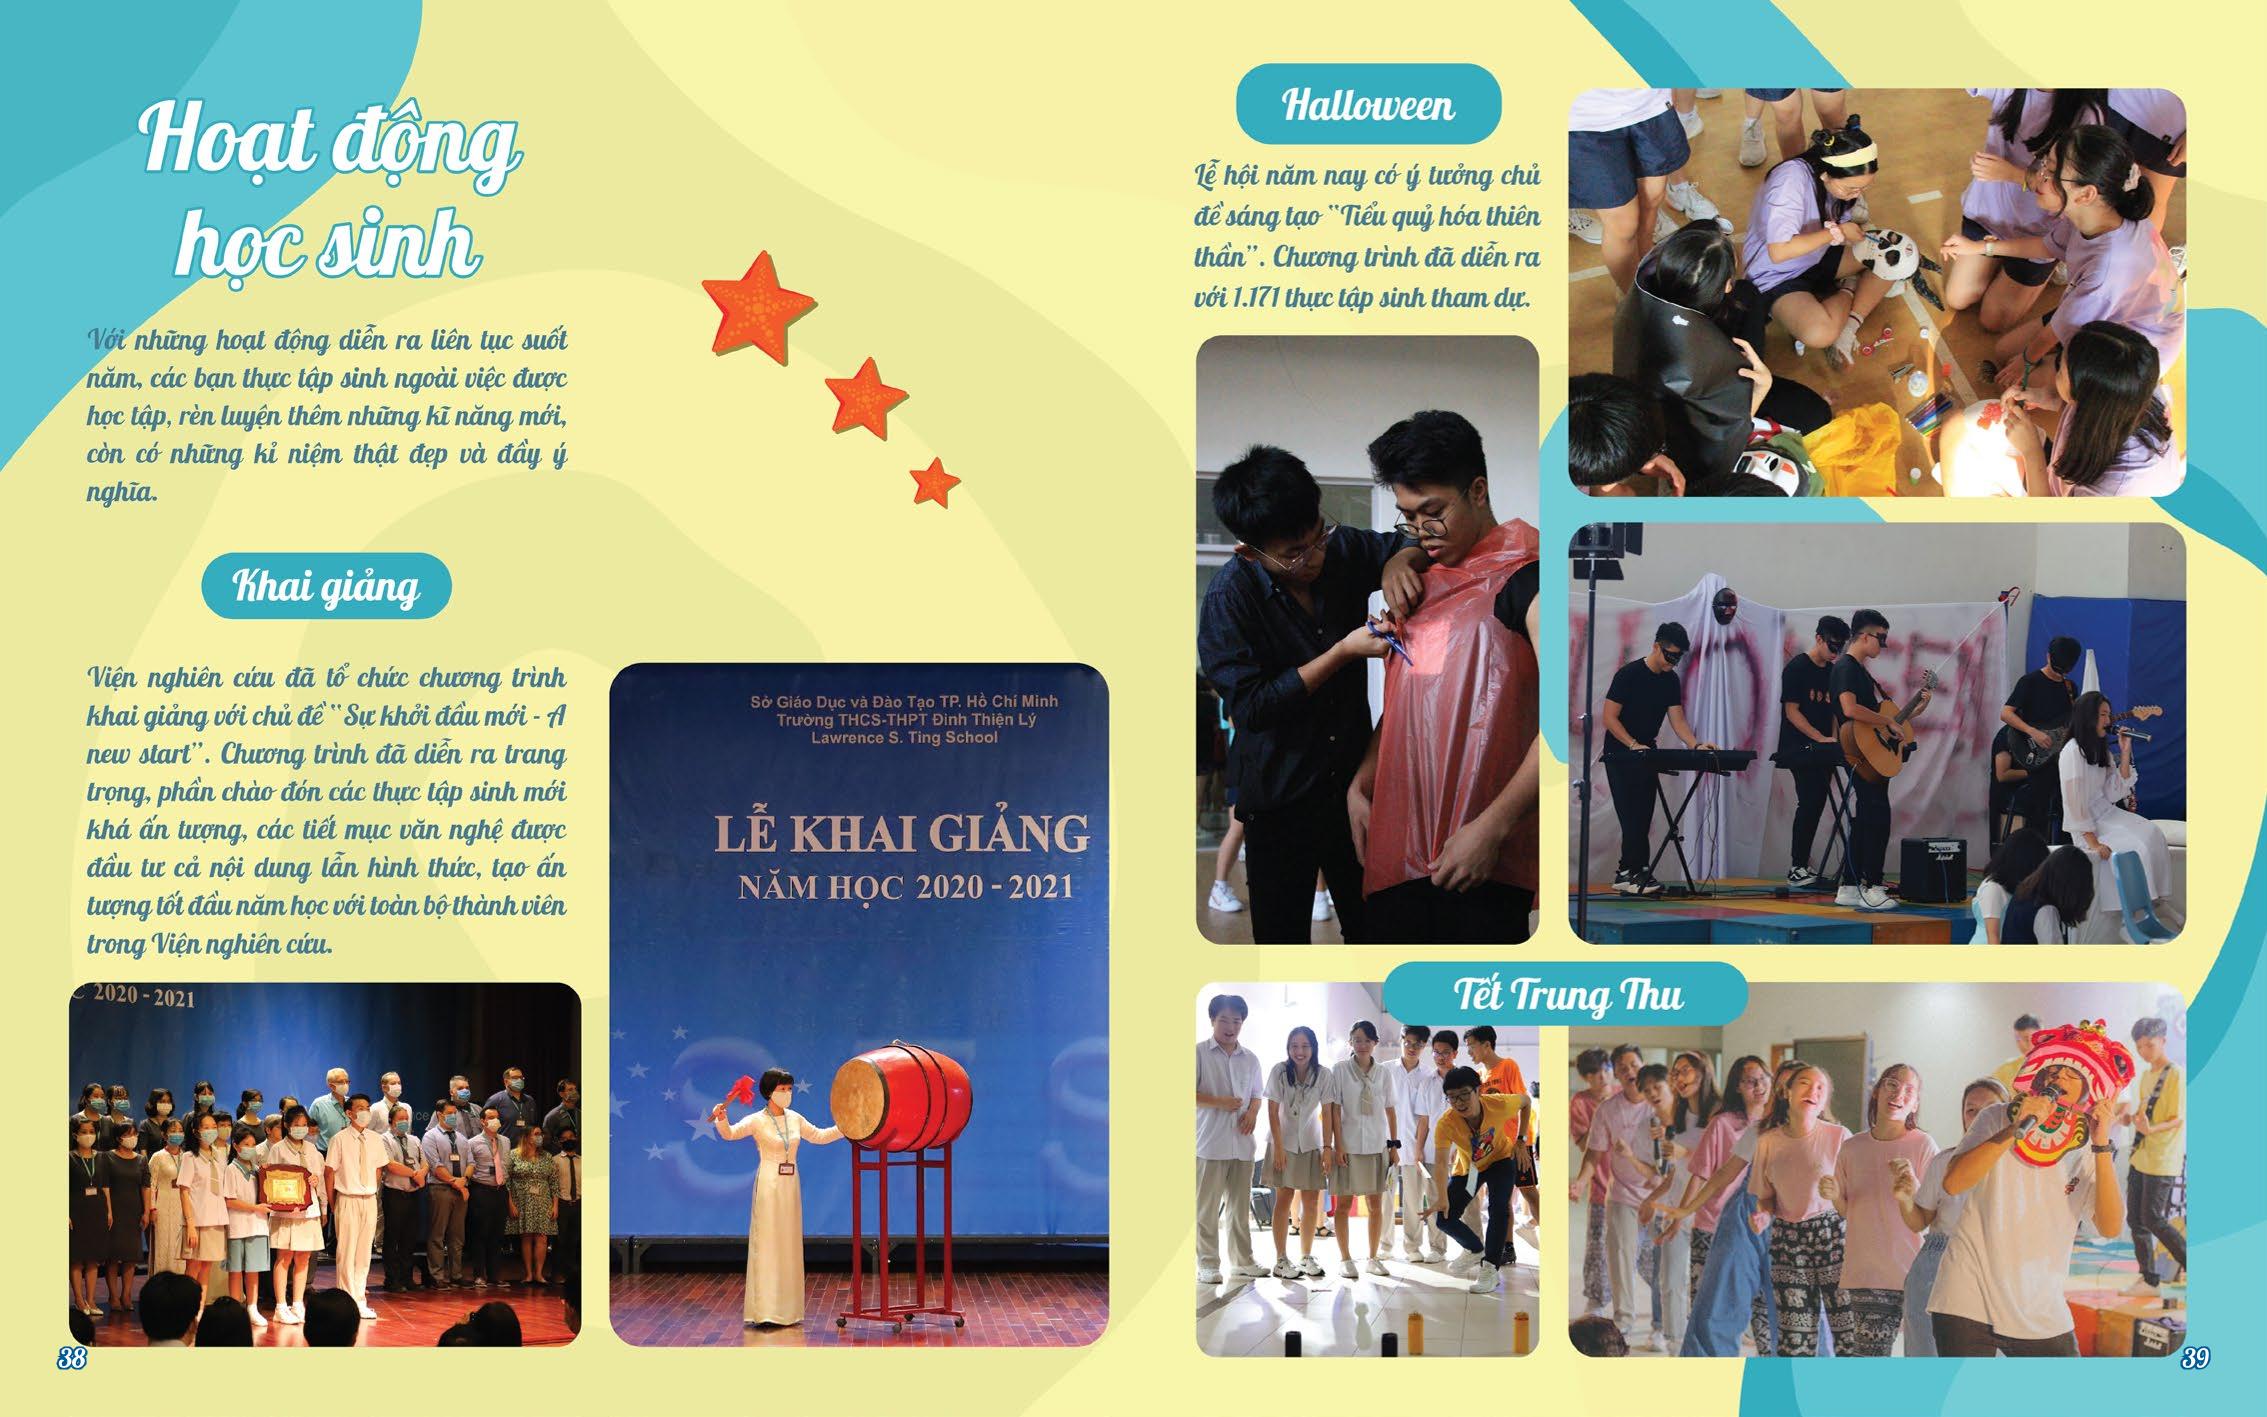 Hoạt động
học sinh
Với những hoạt động diễn ra liên tục suốt
năm, các bạn thực tập sinh ngoài việc được
học tập, rèn luyện thêm những kĩ năng mới,
còn có những kỉ niệm thật đẹp và đầy ý
nghĩa.
Khai giảng
Viện nghiên cứu đã tổ chức chương trình
khai giảng với chủ đề “Sự khởi đầu mới - A
new start”. Chương trình đã diễn ra trang
trọng, phần chào đón các thực tập sinh mới
khá ấn tượng, các tiết mục văn nghệ được
đầu tư cả nội dung lẫn hình thức, tạo ấn
tượng tốt đầu năm học với toàn bộ thành viên
trong Viện nghiên cứu.
C 2020 - 2021
38
Sở Giáo Dục và Đào Tạo TP. Hồ Chí Minh
Trường THCS-THPT Đinh Thiện Lý
Lawrence S. Ting School
LỄ KHAI GIẢNG
NĂM HỌC 2020 - 2021
Halloween
Lễ hội năm nay có ý tưởng chủ
đề sáng tạo “Tiểu quỷ hóa thiên
thần”. Chương trình đã diễn ra
với 1.171 thực tập sinh tham dự.
Tết Trung Thu
39